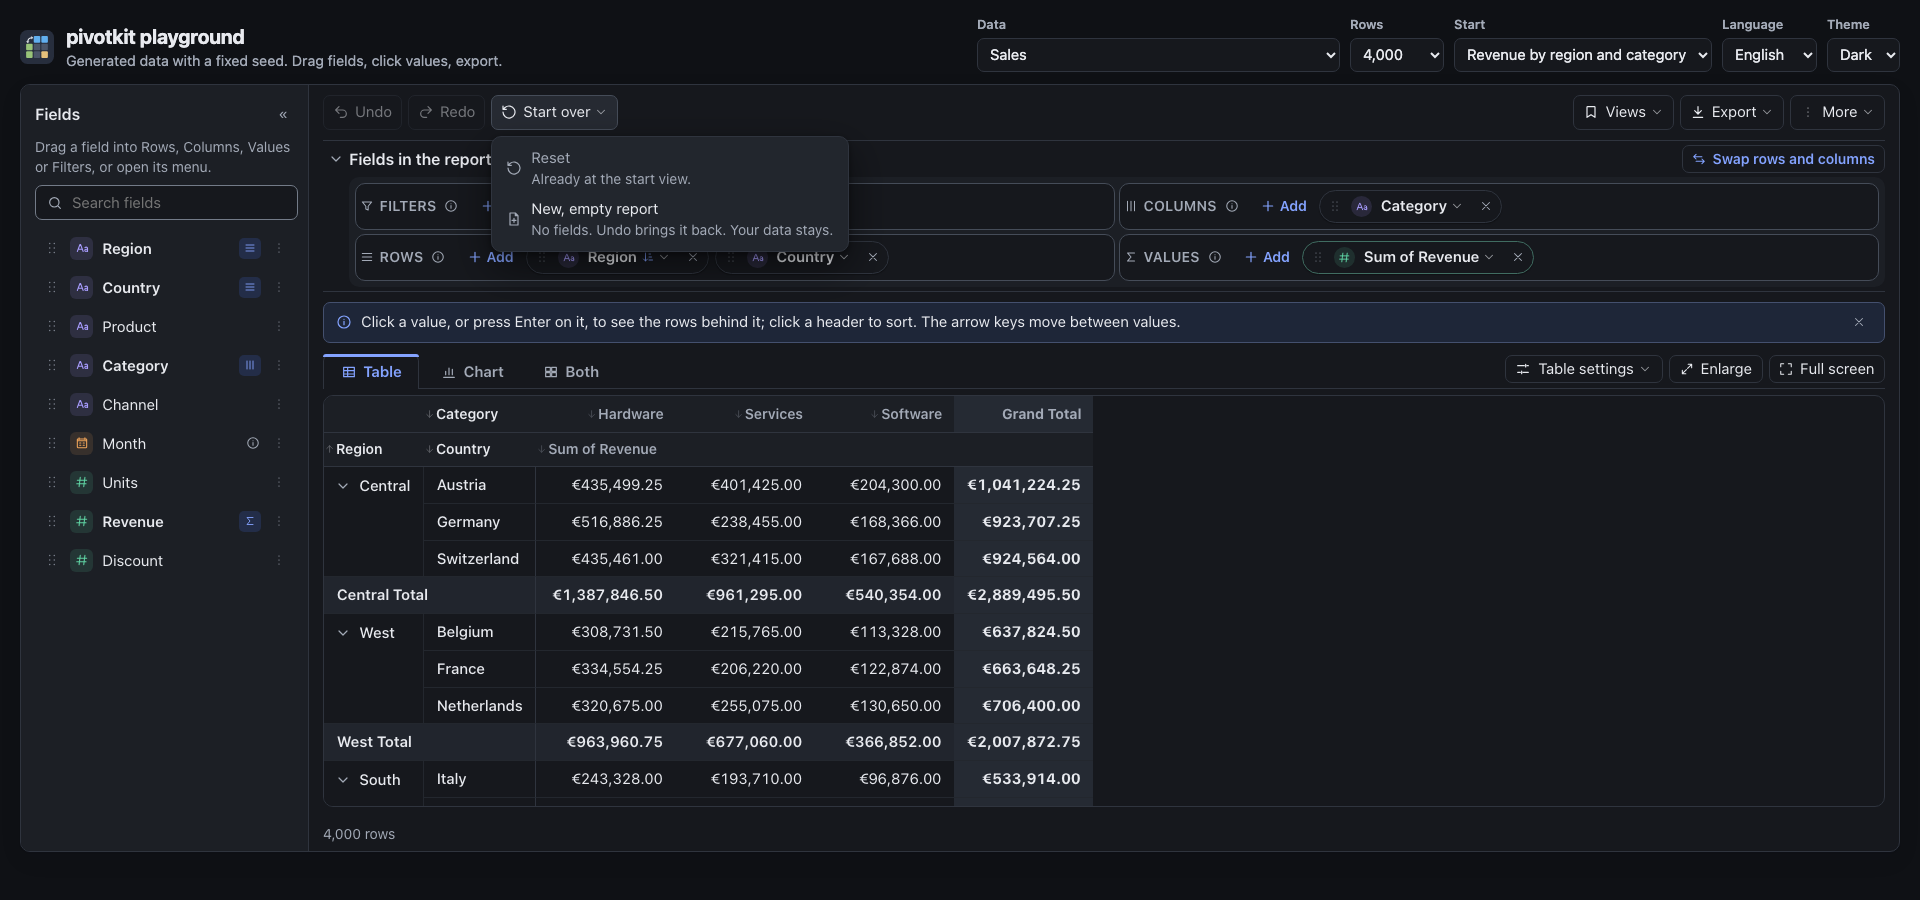 pivotkit playground
Generated data with a fixed seed. Drag fields, click values, export.
Data
Sales
Rows
4,000
Start
Revenue by region and category
Language
English
Theme
Dark
Fields «
Drag a field into Rows, Columns, Values
or Filters, or open its menu.
Search fields
Aa Region
Aa Country
Aa Product
Aa Category
Aa Channel
Month
# Units
# Revenue Σ
# Discount
Undo Redo Start over Views Export More
Reset
Already at the start view.
New, empty report
No fields. Undo brings it back. Your data stays.
Fields in the report Swap rows and columns
FILTERS +
COLUMNS + Add Aa Category ×
ROWS + Add Aa Region × Aa Country ×
Σ VALUES + Add # Sum of Revenue ×
Click a value, or press Enter on it, to see the rows behind it; click a header to sort. The arrow keys move between values. ×
Table Chart Both Table settings Enlarge Full screen
↓ Category ↓ Hardware ↓ Services ↓ Software Grand Total
↑ Region ↓ Country ↓ Sum of Revenue
Central Austria €435,499.25 €401,425.00 €204,300.00 €1,041,224.25
Germany €516,886.25 €238,455.00 €168,366.00 €923,707.25
Switzerland €435,461.00 €321,415.00 €167,688.00 €924,564.00
Central Total €1,387,846.50 €961,295.00 €540,354.00 €2,889,495.50
West Belgium €308,731.50 €215,765.00 €113,328.00 €637,824.50
France €334,554.25 €206,220.00 €122,874.00 €663,648.25
Netherlands €320,675.00 €255,075.00 €130,650.00 €706,400.00
West Total €963,960.75 €677,060.00 €366,852.00 €2,007,872.75
South Italy €243,328.00 €193,710.00 €96,876.00 €533,914.00
4,000 rows